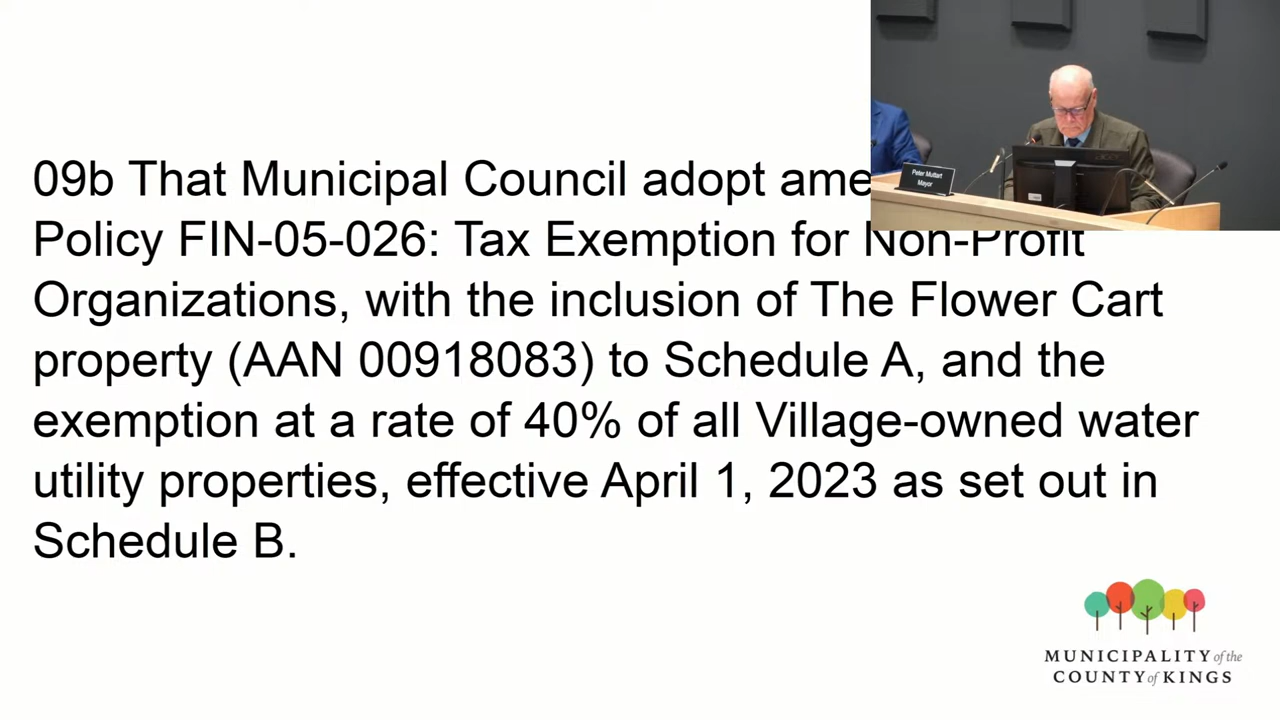 09b That Municipal Council adopt ame
Policy FIN-05-026: Tax Exemption for Non-Profit
Organizations, with the inclusion of The Flower Cart
property (AAN 00918083) to Schedule A, and the
exemption at a rate of 40% of all Village-owned water
utility properties, effective April 1, 2023 as set out in
Schedule B.
Peter Muttart
Mayor
MUNICIPALITY of the
COUNTY of KINGS